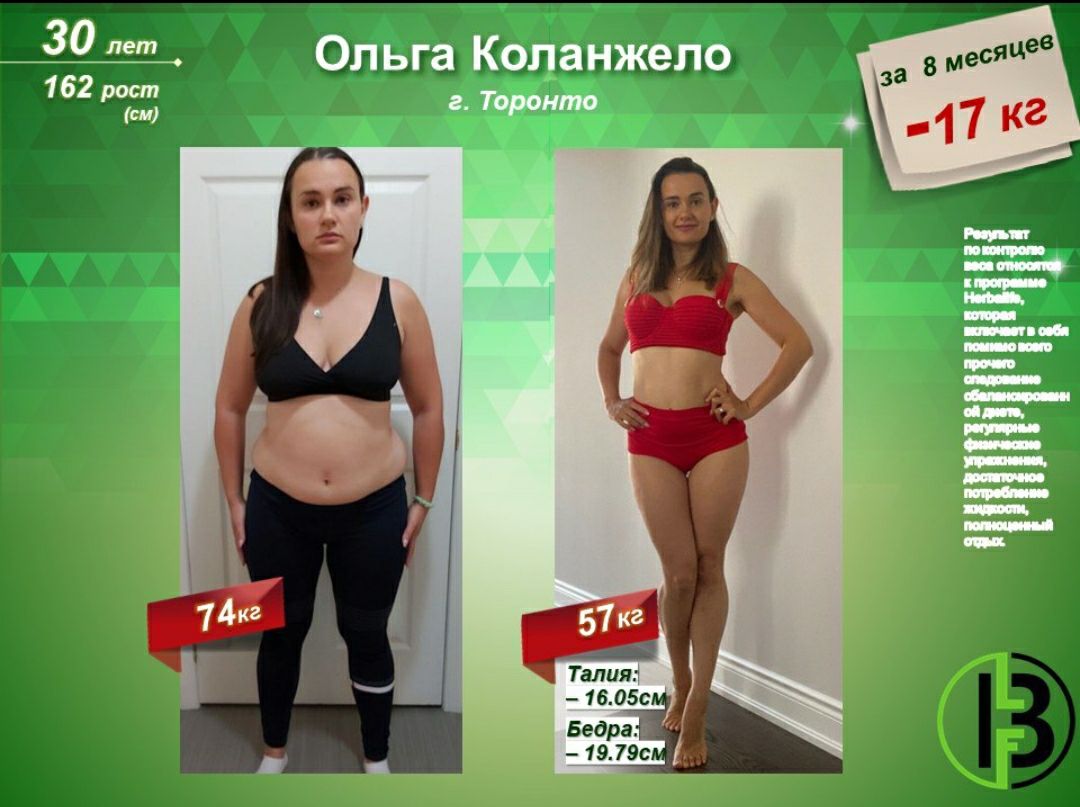 30 лет
162 рост
(см)
Ольга Коланжело
г. Торонто
за 8 месяцев
-17 кг
Результат
по контролю
веса относятся
к программе
Herbalife,
которая
включает в себя
помимо всего
прочего
следование
сбалансированн
ой диете,
регулярные
физические
упражнения,
достаточное
потребление
жидкости,
полноценный
отдых.
74кг
57кг
Талия:
– 16.05см
Бедра:
– 19.79см